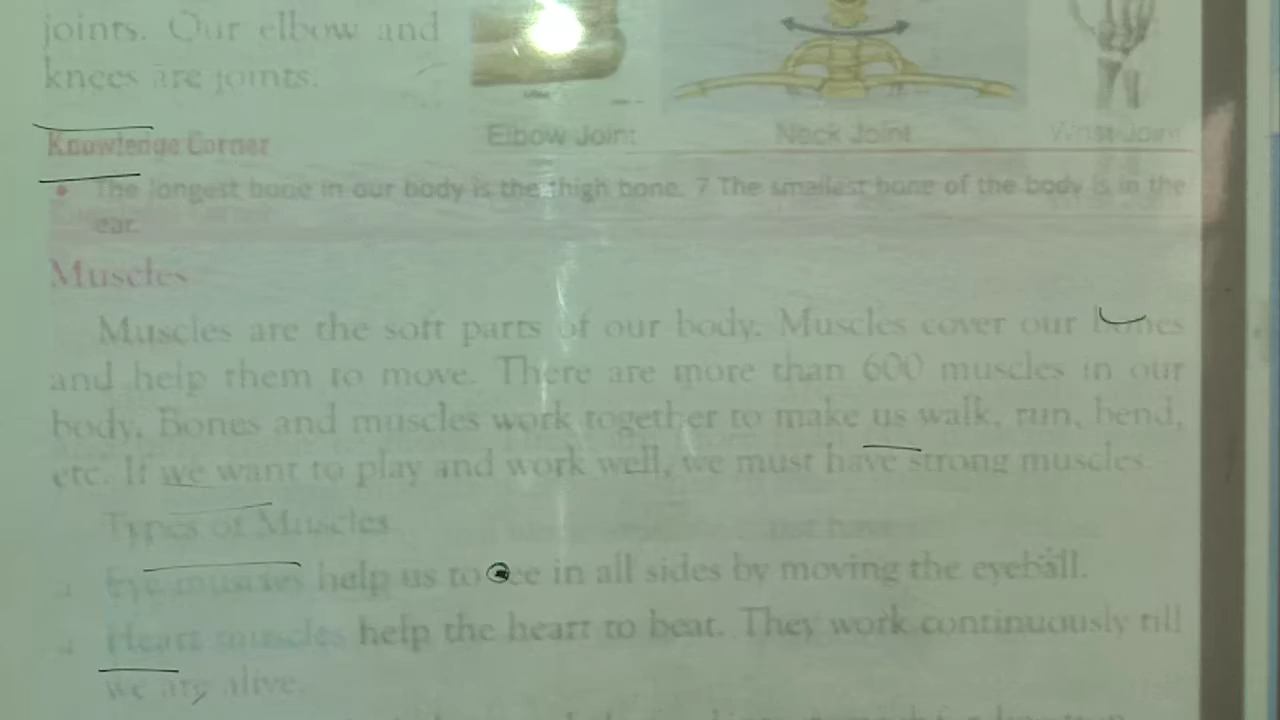 joints. Our elbow and
knees are joints.
Elbow Joint
Neck Joint
Wrist Joint
Knowledge Corner
• The longest bone in our body is the thigh bone. 7 The smallest bone of the body is in the
ear.
Muscles
Muscles are the soft parts of our body. Muscles cover our bones
and help them to move. There are more than 600 muscles in our
body. Bones and muscles work together to make us walk, run, bend,
etc. If we want to play and work well, we must have strong muscles.
Types of Muscles
Eye muscles help us to see in all sides by moving the eyeball.
Heart muscles help the heart to beat. They work continuously till
we are alive.